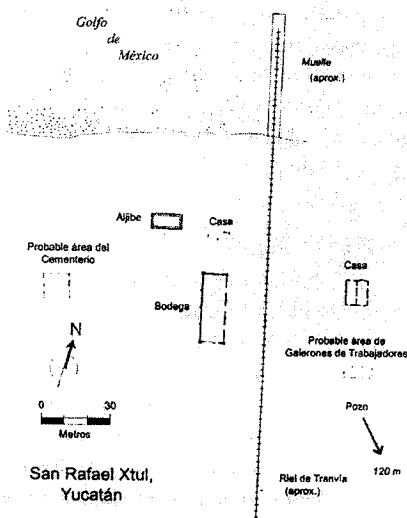 Golfo
de
México
Muelle
(aprox.)
Aljibe
Casa
Probable área del
Cementerio
Casa
Bodega
Probable área de
Galerones de Trabajadores
N
0 30
Metros
Pozo
120 m
San Rafael Xtul,
Yucatán
Riel de Tranvía
(aprox.)